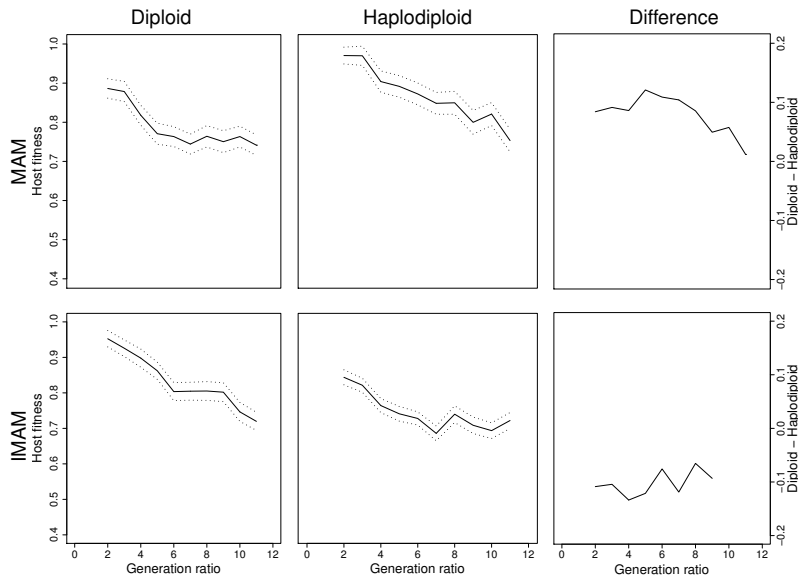 Diploid Haplodiploid Difference
MAM
Host fitness
0.4 0.5 0.6 0.7 0.8 0.9 1.0
−0.2 −0.1 0.0 0.1 0.2
Diploid − Haplodiploid
IMAM
Host fitness
0.4 0.5 0.6 0.7 0.8 0.9 1.0
−0.2 −0.1 0.0 0.1 0.2
Diploid − Haplodiploid
0 2 4 6 8 10 12 0 2 4 6 8 10 12 0 2 4 6 8 10 12
Generation ratio Generation ratio Generation ratio